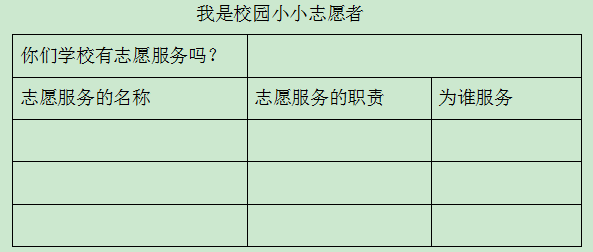 我是校园小小志愿者
你们学校有志愿服务吗？
志愿服务的名称 志愿服务的职责 为谁服务